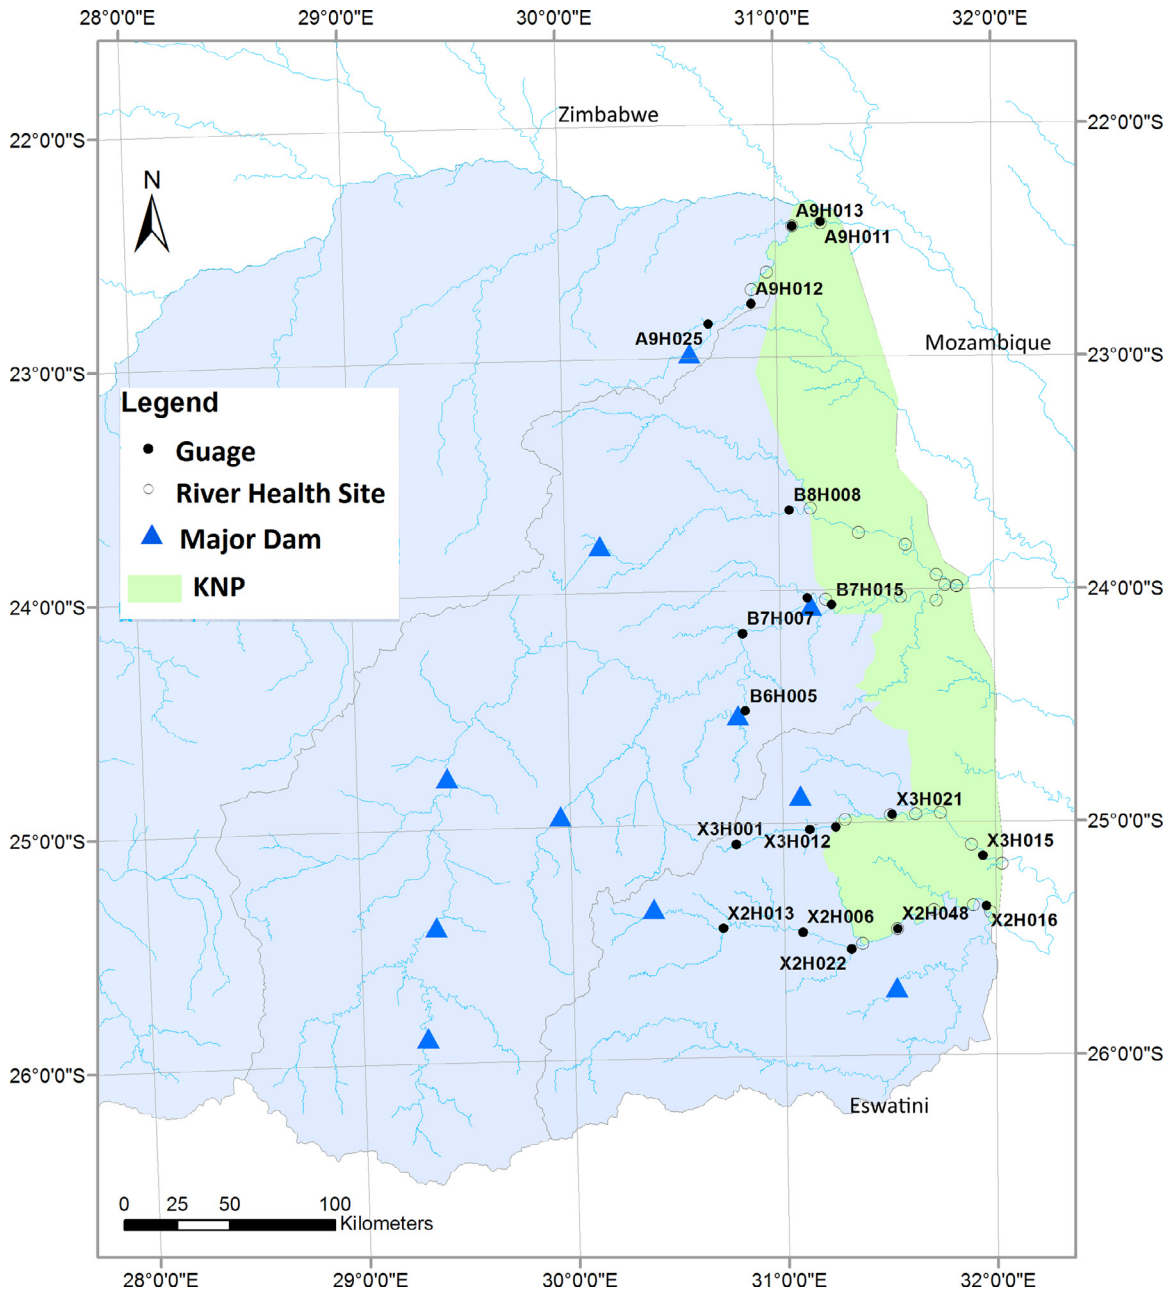 28°0'0"E 29°0'0"E 30°0'0"E 31°0'0"E 32°0'0"E
Zimbabwe
22°0'0"S 22°0'0"S
N
A9H013
A9H011
A9H012
A9H025
Mozambique
23°0'0"S 23°0'0"S
Legend
Guage
River Health Site
Major Dam
KNP
B8H008
24°0'0"S 24°0'0"S
B7H015
B7H007
B6H005
X3H021
25°0'0"S 25°0'0"S
X3H001
X3H012
X3H015
X2H013
X2H006
X2H048
X2H016
X2H022
26°0'0"S 26°0'0"S
Eswatini
0 25 50 100
Kilometers
28°0'0"E 29°0'0"E 30°0'0"E 31°0'0"E 32°0'0"E